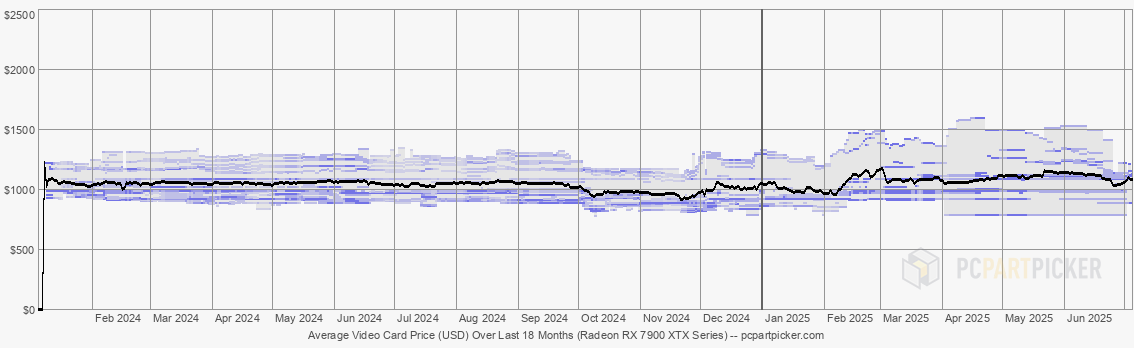 $2500
$2000
$1500
$1000
$500
$0
Feb 2024 Mar 2024 Apr 2024 May 2024 Jun 2024 Jul 2024 Aug 2024 Sep 2024 Oct 2024 Nov 2024 Dec 2024 Jan 2025 Feb 2025 Mar 2025 Apr 2025 May 2025 Jun 2025
Average Video Card Price (USD) Over Last 18 Months (Radeon RX 7900 XTX Series) -- pcpartpicker.com
PCPARTPICKER